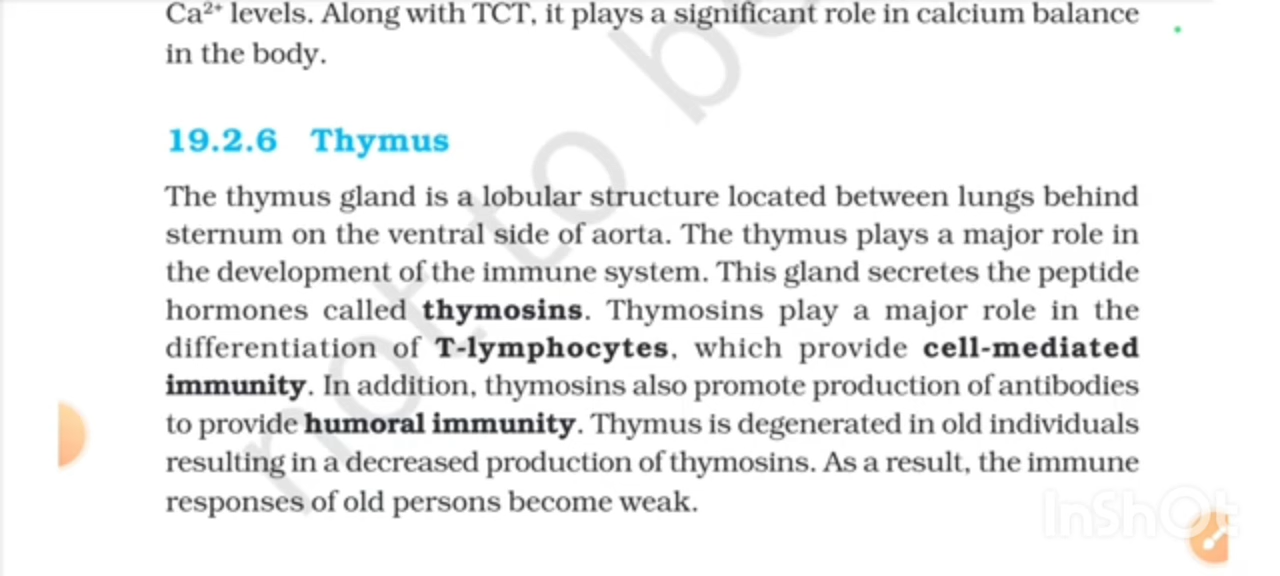 Ca²⁺ levels. Along with TCT, it plays a significant role in calcium balance
in the body.
19.2.6 Thymus
The thymus gland is a lobular structure located between lungs behind
sternum on the ventral side of aorta. The thymus plays a major role in
the development of the immune system. This gland secretes the peptide
hormones called thymosins. Thymosins play a major role in the
differentiation of T-lymphocytes, which provide cell-mediated
immunity. In addition, thymosins also promote production of antibodies
to provide humoral immunity. Thymus is degenerated in old individuals
resulting in a decreased production of thymosins. As a result, the immune
responses of old persons become weak.
not to be
InShOt